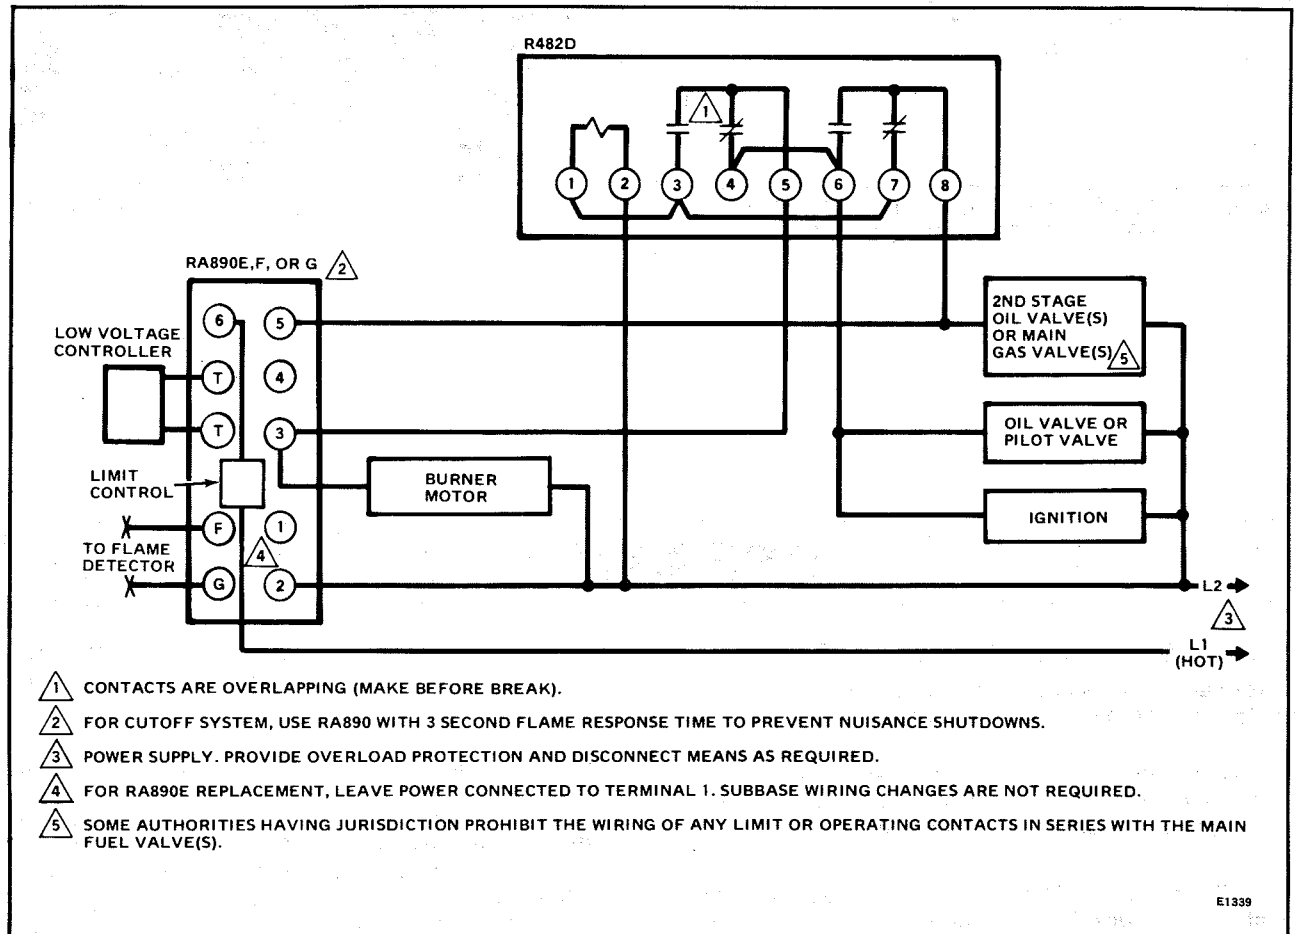 R482D
1
1 2 3 4 5 6 7 8
RA890E,F, OR G 2
LOW VOLTAGE
CONTROLLER
6 5
T 4
T 3
LIMIT
CONTROL
F 1
TO FLAME
DETECTOR
4
G 2
BURNER
MOTOR
2ND STAGE
OIL VALVE(S)
OR MAIN
GAS VALVE(S) 5
OIL VALVE OR
PILOT VALVE
IGNITION
L2
3
L1
(HOT)
1 CONTACTS ARE OVERLAPPING (MAKE BEFORE BREAK).
2 FOR CUTOFF SYSTEM, USE RA890 WITH 3 SECOND FLAME RESPONSE TIME TO PREVENT NUISANCE SHUTDOWNS.
3 POWER SUPPLY. PROVIDE OVERLOAD PROTECTION AND DISCONNECT MEANS AS REQUIRED.
4 FOR RA890E REPLACEMENT, LEAVE POWER CONNECTED TO TERMINAL 1. SUBBASE WIRING CHANGES ARE NOT REQUIRED.
5 SOME AUTHORITIES HAVING JURISDICTION PROHIBIT THE WIRING OF ANY LIMIT OR OPERATING CONTACTS IN SERIES WITH THE MAIN
FUEL VALVE(S).
E1339